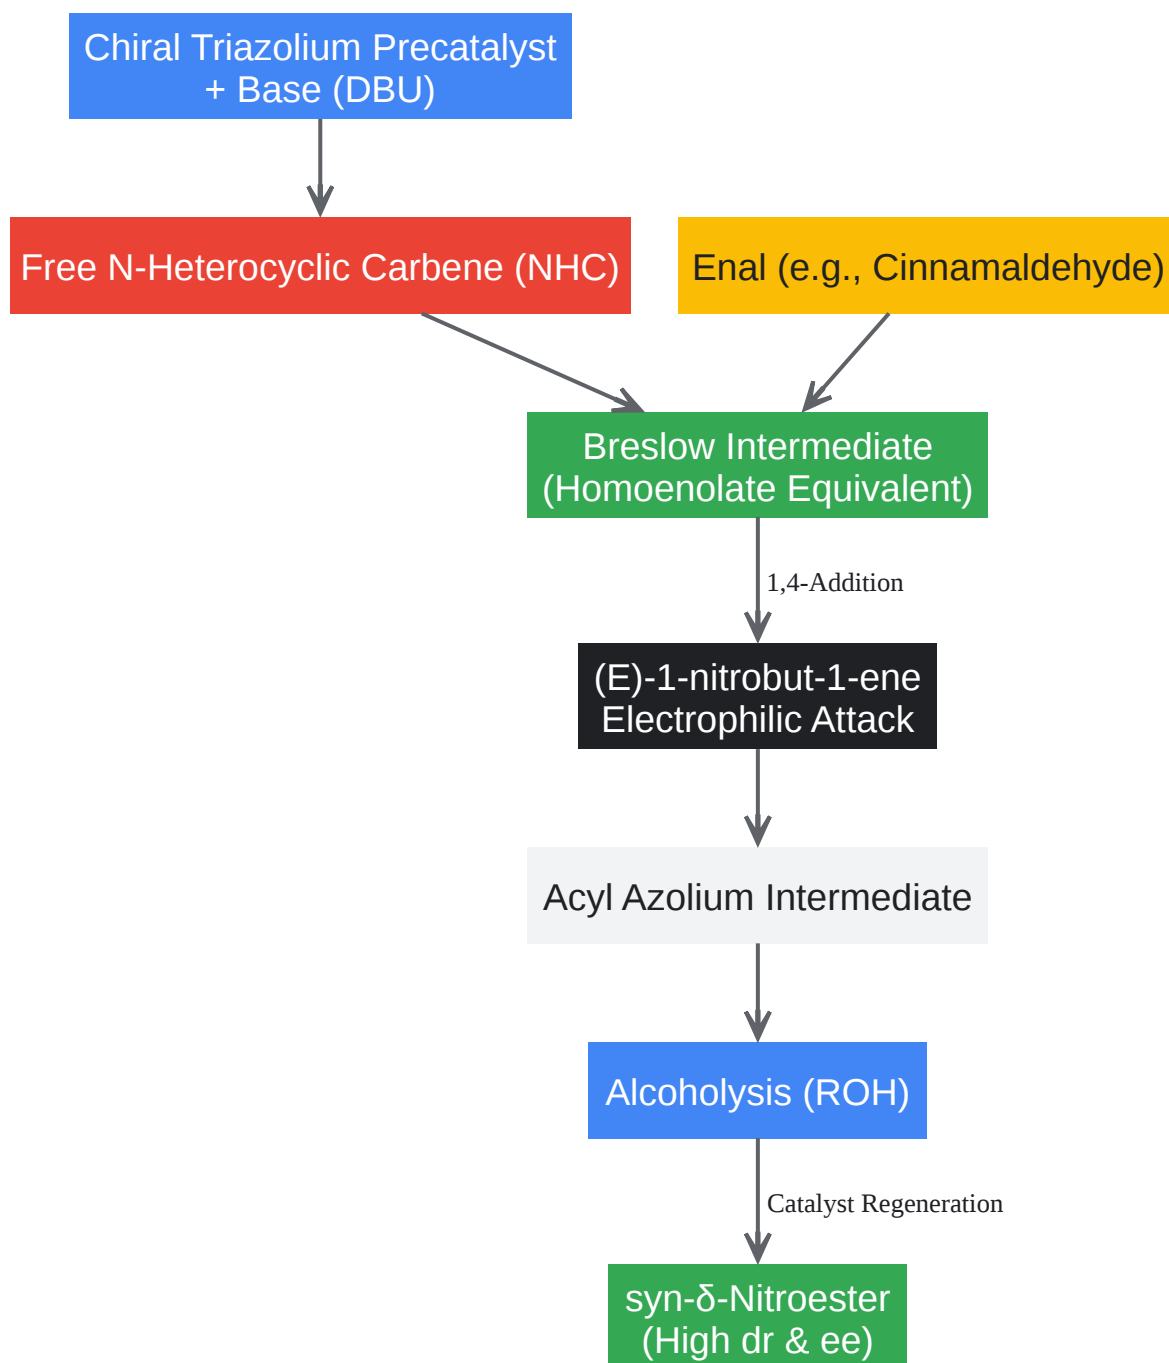 Chiral Triazolium Precatalyst
+ Base (DBU)
Free N-Heterocyclic Carbene (NHC)
Enal (e.g., Cinnamaldehyde)
Breslow Intermediate
(Homoenolate Equivalent)
1,4-Addition
(E)-1-nitrobut-1-ene
Electrophilic Attack
Acyl Azolium Intermediate
Alcoholysis (ROH)
Catalyst Regeneration
syn-δ-Nitroester
(High dr & ee)